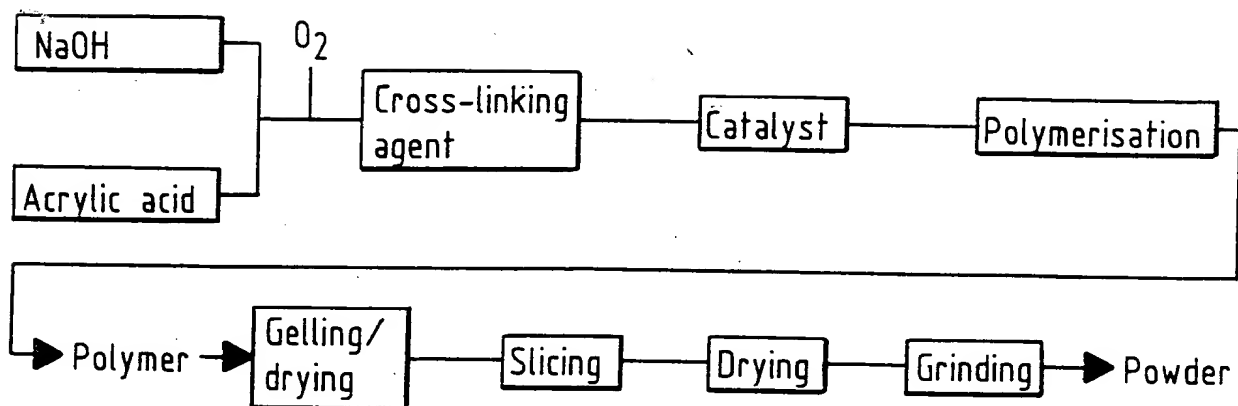 NaOH
O2
Cross-linking
agent
Catalyst
Polymerisation
Acrylic acid
Polymer
Gelling/
drying
Slicing
Drying
Grinding
Powder